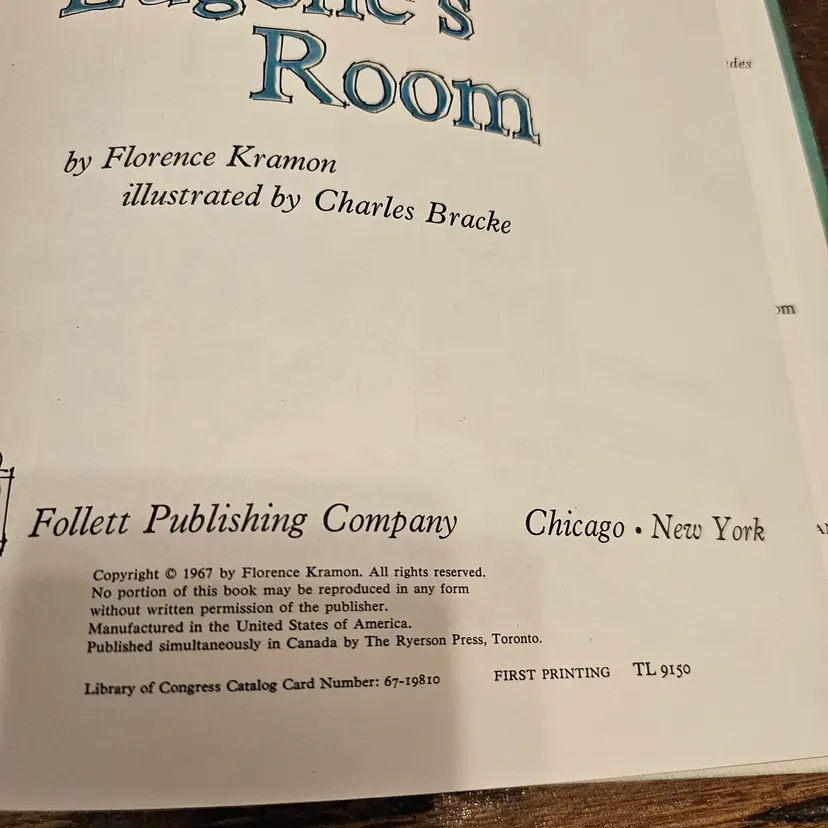 Eugene's
Room
by Florence Kramon
illustrated by Charles Bracke
Follett Publishing Company Chicago • New York
Copyright © 1967 by Florence Kramon. All rights reserved.
No portion of this book may be reproduced in any form
without written permission of the publisher.
Manufactured in the United States of America.
Published simultaneously in Canada by The Ryerson Press, Toronto.
Library of Congress Catalog Card Number: 67-19810 FIRST PRINTING TL 9150